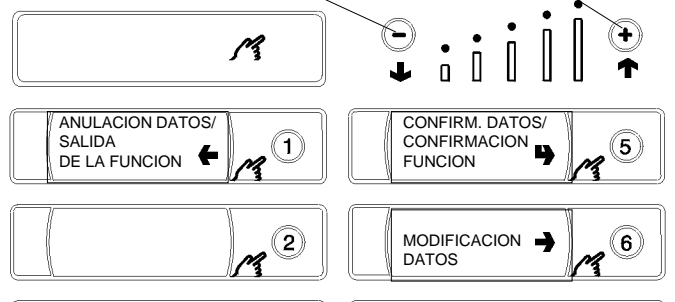 −
+
ANULACION DATOS/
SALIDA
DE LA FUNCION
1
CONFIRM. DATOS/
CONFIRMACION
FUNCION
5
2
MODIFICACION
DATOS
6